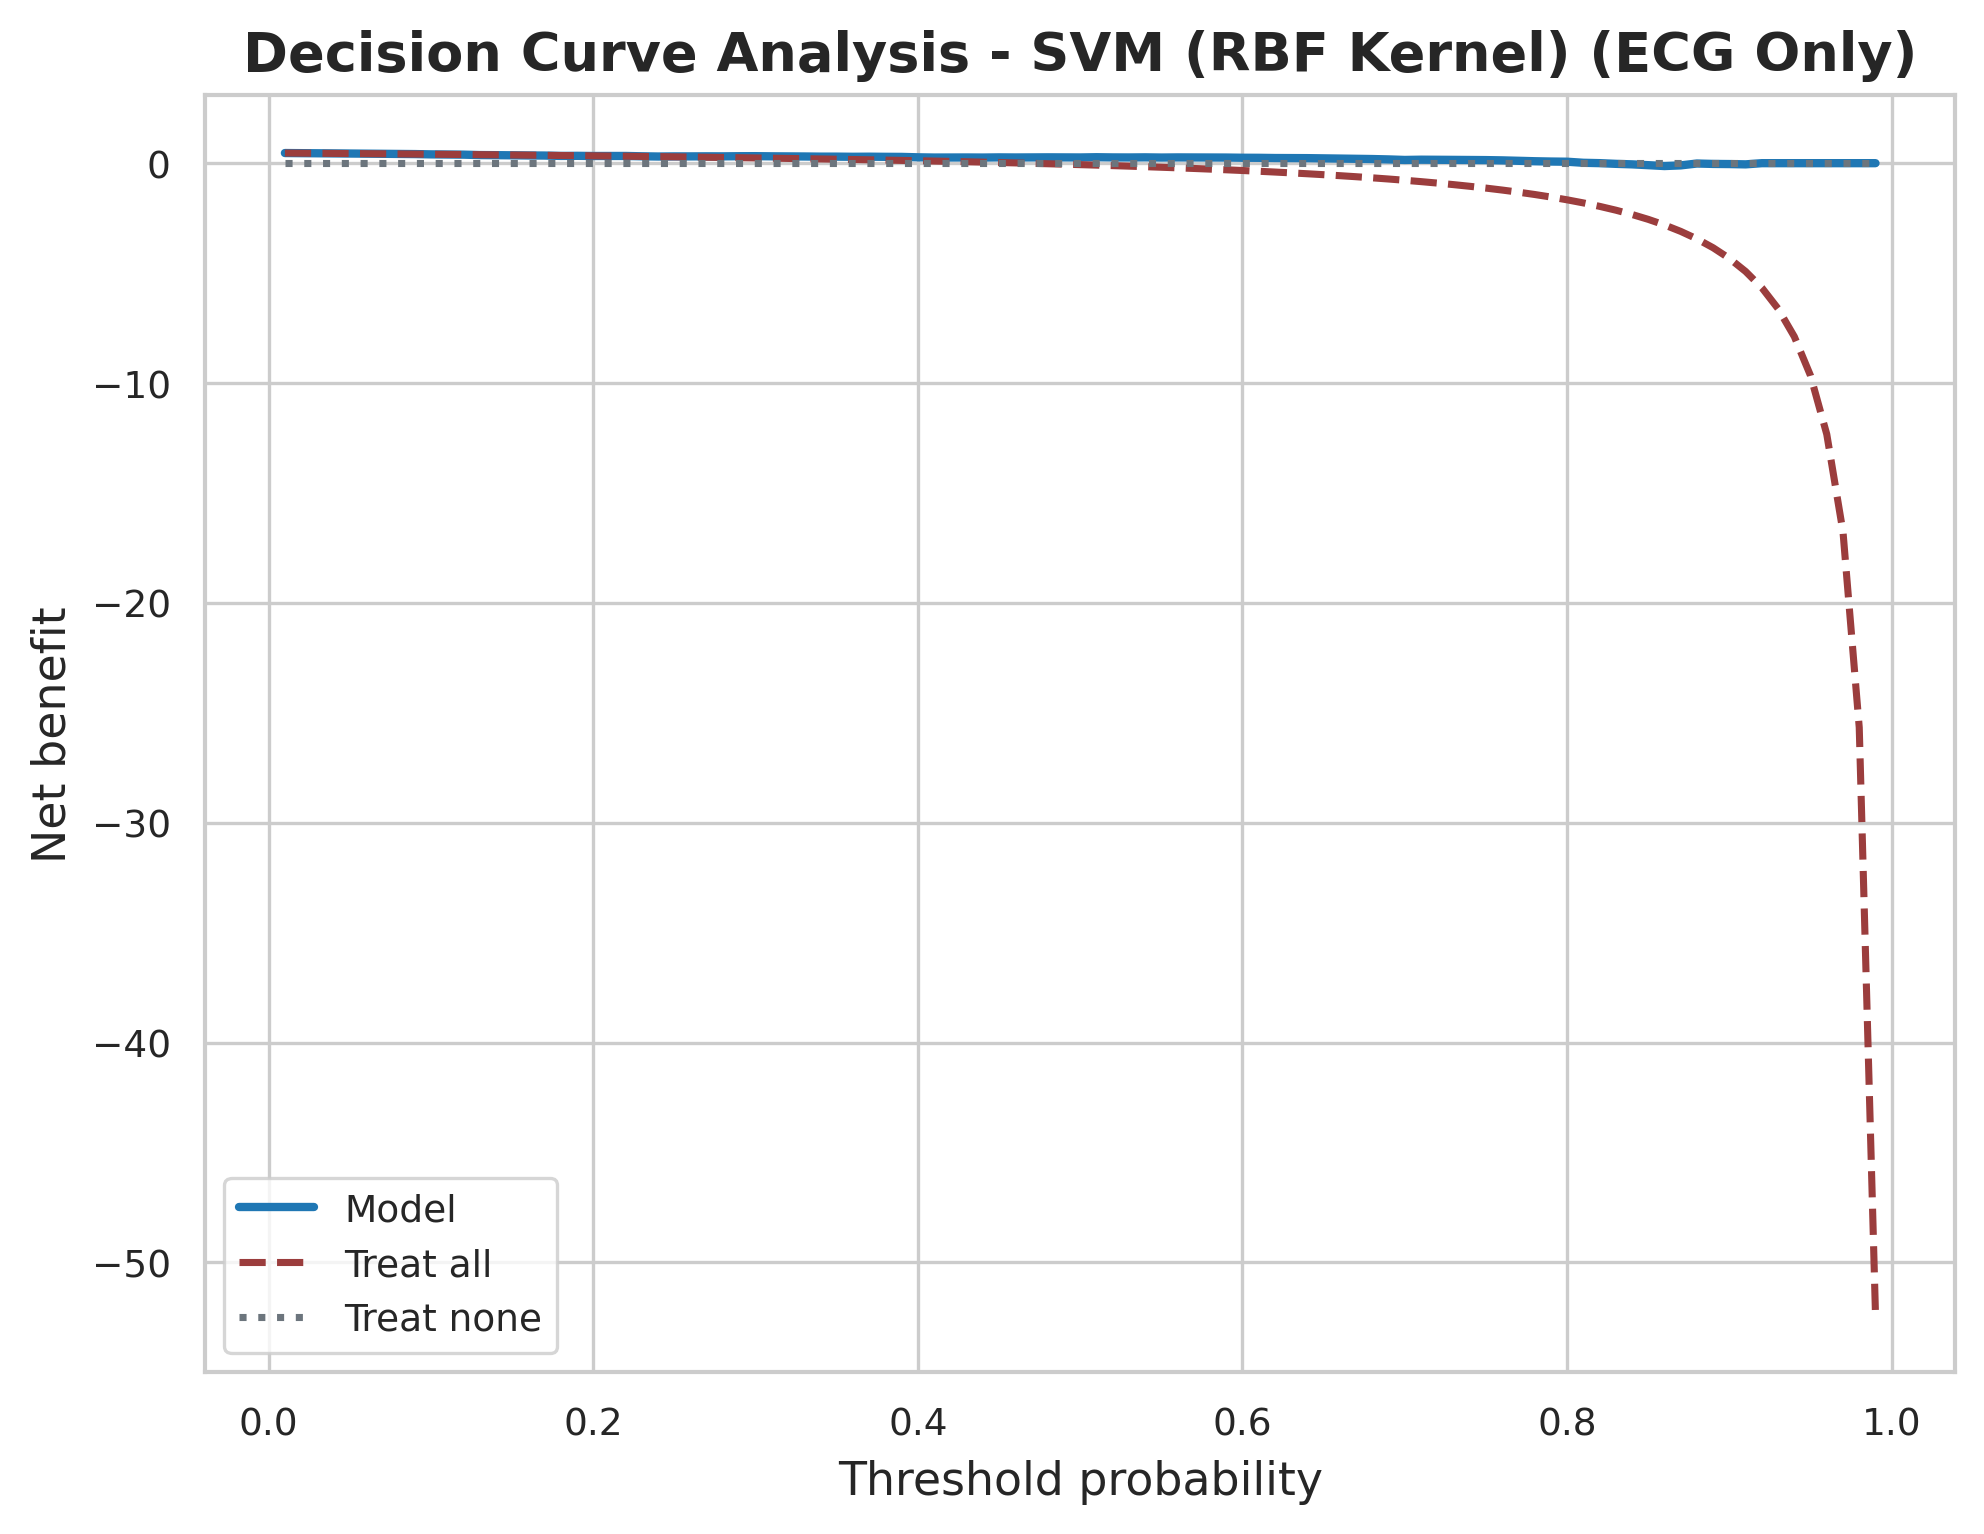 Decision Curve Analysis - SVM (RBF Kernel) (ECG Only)
0
−10
−20
−30
−40
−50
Net benefit
Model
Treat all
Treat none
0.0 0.2 0.4 0.6 0.8 1.0
Threshold probability